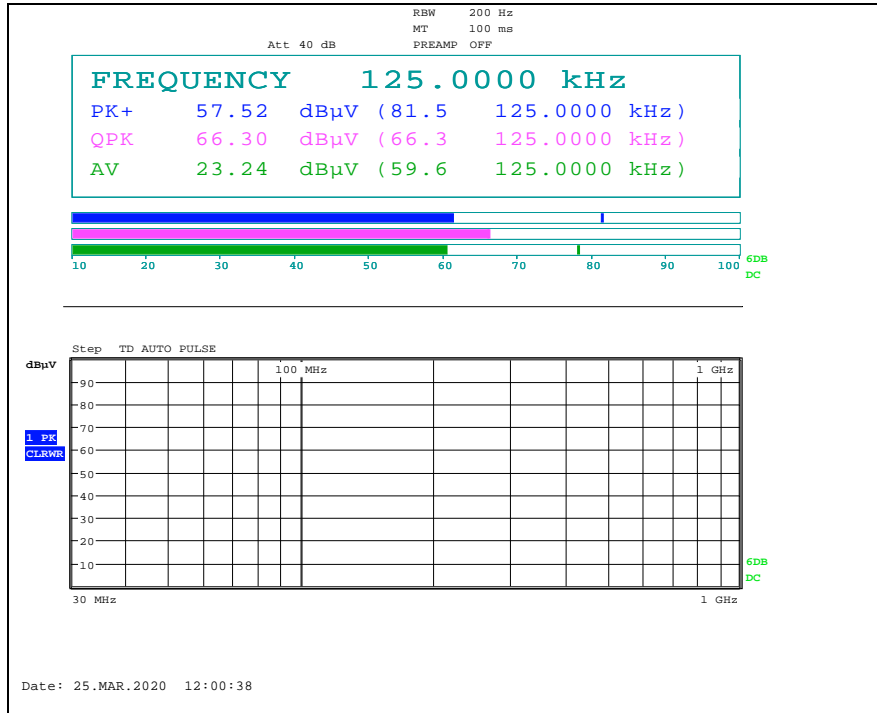 RBW 200 Hz
MT 100 ms
Att 40 dB PREAMP OFF
FREQUENCY 125.0000 kHz
PK+ 57.52 dBµV (81.5 125.0000 kHz)
QPK 66.30 dBµV (66.3 125.0000 kHz)
AV 23.24 dBµV (59.6 125.0000 kHz)
10 20 30 40 50 60 70 80 90 100
6DB
DC
Step TD AUTO PULSE
dBµV
100 MHz 1 GHz
90
80
70
1 PK
CLRWR
60
50
40
30
20
10
6DB
DC
30 MHz 1 GHz
Date: 25.MAR.2020 12:00:38